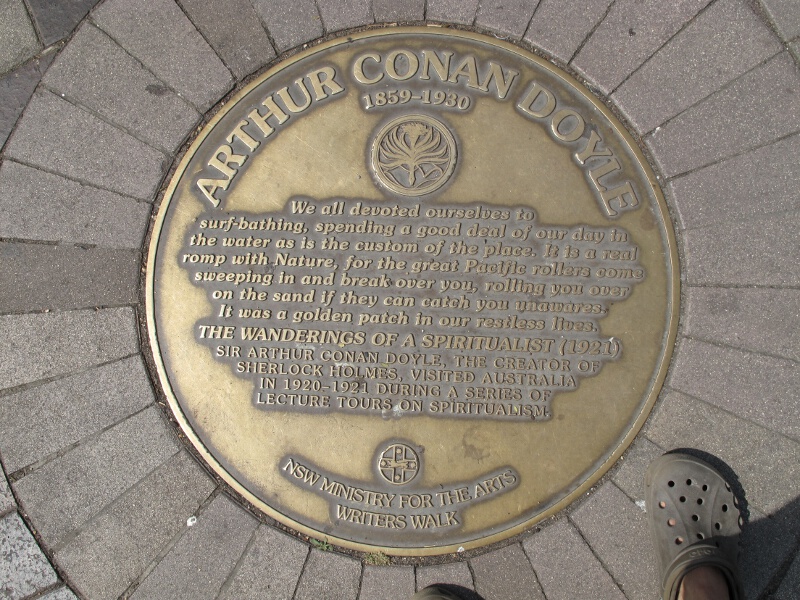 ARTHUR CONAN DOYLE
1859-1930
We all devoted ourselves to
surf-bathing, spending a good deal of our day in
the water as is the custom of the place. It is a real
romp with Nature, for the great Pacific rollers come
sweeping in and break over you, rolling you over
on the sand if they can catch you unawares.
It was a golden patch in our restless lives.
THE WANDERINGS OF A SPIRITUALIST (1921)
SIR ARTHUR CONAN DOYLE, THE CREATOR OF
SHERLOCK HOLMES, VISITED AUSTRALIA
IN 1920-1921 DURING A SERIES OF
LECTURE TOURS ON SPIRITUALISM.
NSW MINISTRY FOR THE ARTS
WRITERS WALK